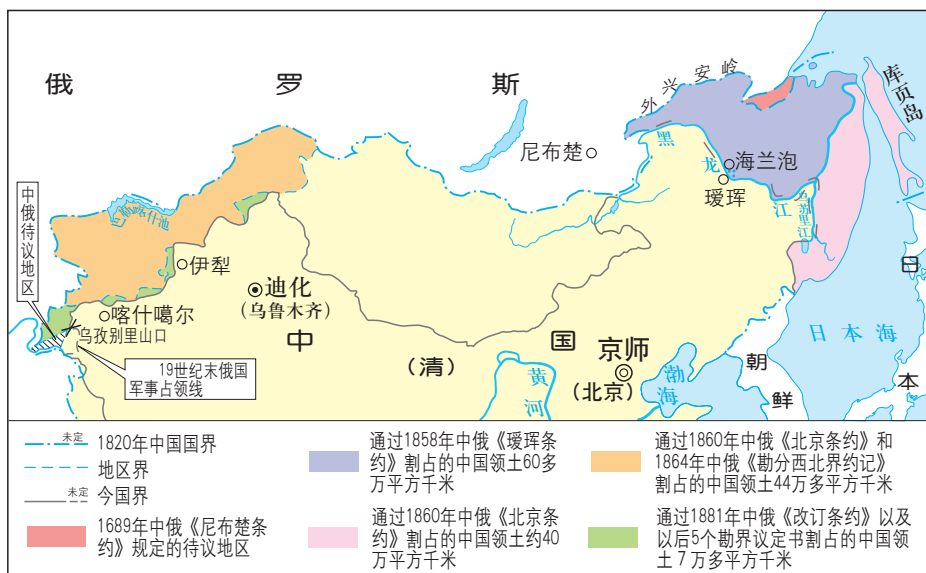 俄罗斯
外兴安岭
库页岛
尼布楚
黑龙江
海兰泡
瑷珲
乌苏里江
巴勒喀什池
中俄待议地区
伊犁
迪化
(乌鲁木齐)
喀什噶尔
乌孜别里山口
19世纪末俄国
军事占领线
中国
(清)
京师
(北京)
黄河
渤海
朝鲜
日本海
日本
未定
1820年中国国界
地区界
未定
今国界
1689年中俄《尼布楚条
约》规定的待议地区
通过1858年中俄《瑷珲条
约》割占的中国领土60多
万平方千米
通过1860年中俄《北京条
约》割占的中国领土约40
万平方千米
通过1860年中俄《北京条约》和
1864年中俄《勘分西北界约记》
割占的中国领土44万多平方千米
通过1881年中俄《改订条约》以及
以后5个勘界议定书割占的中国领
土7万多平方千米